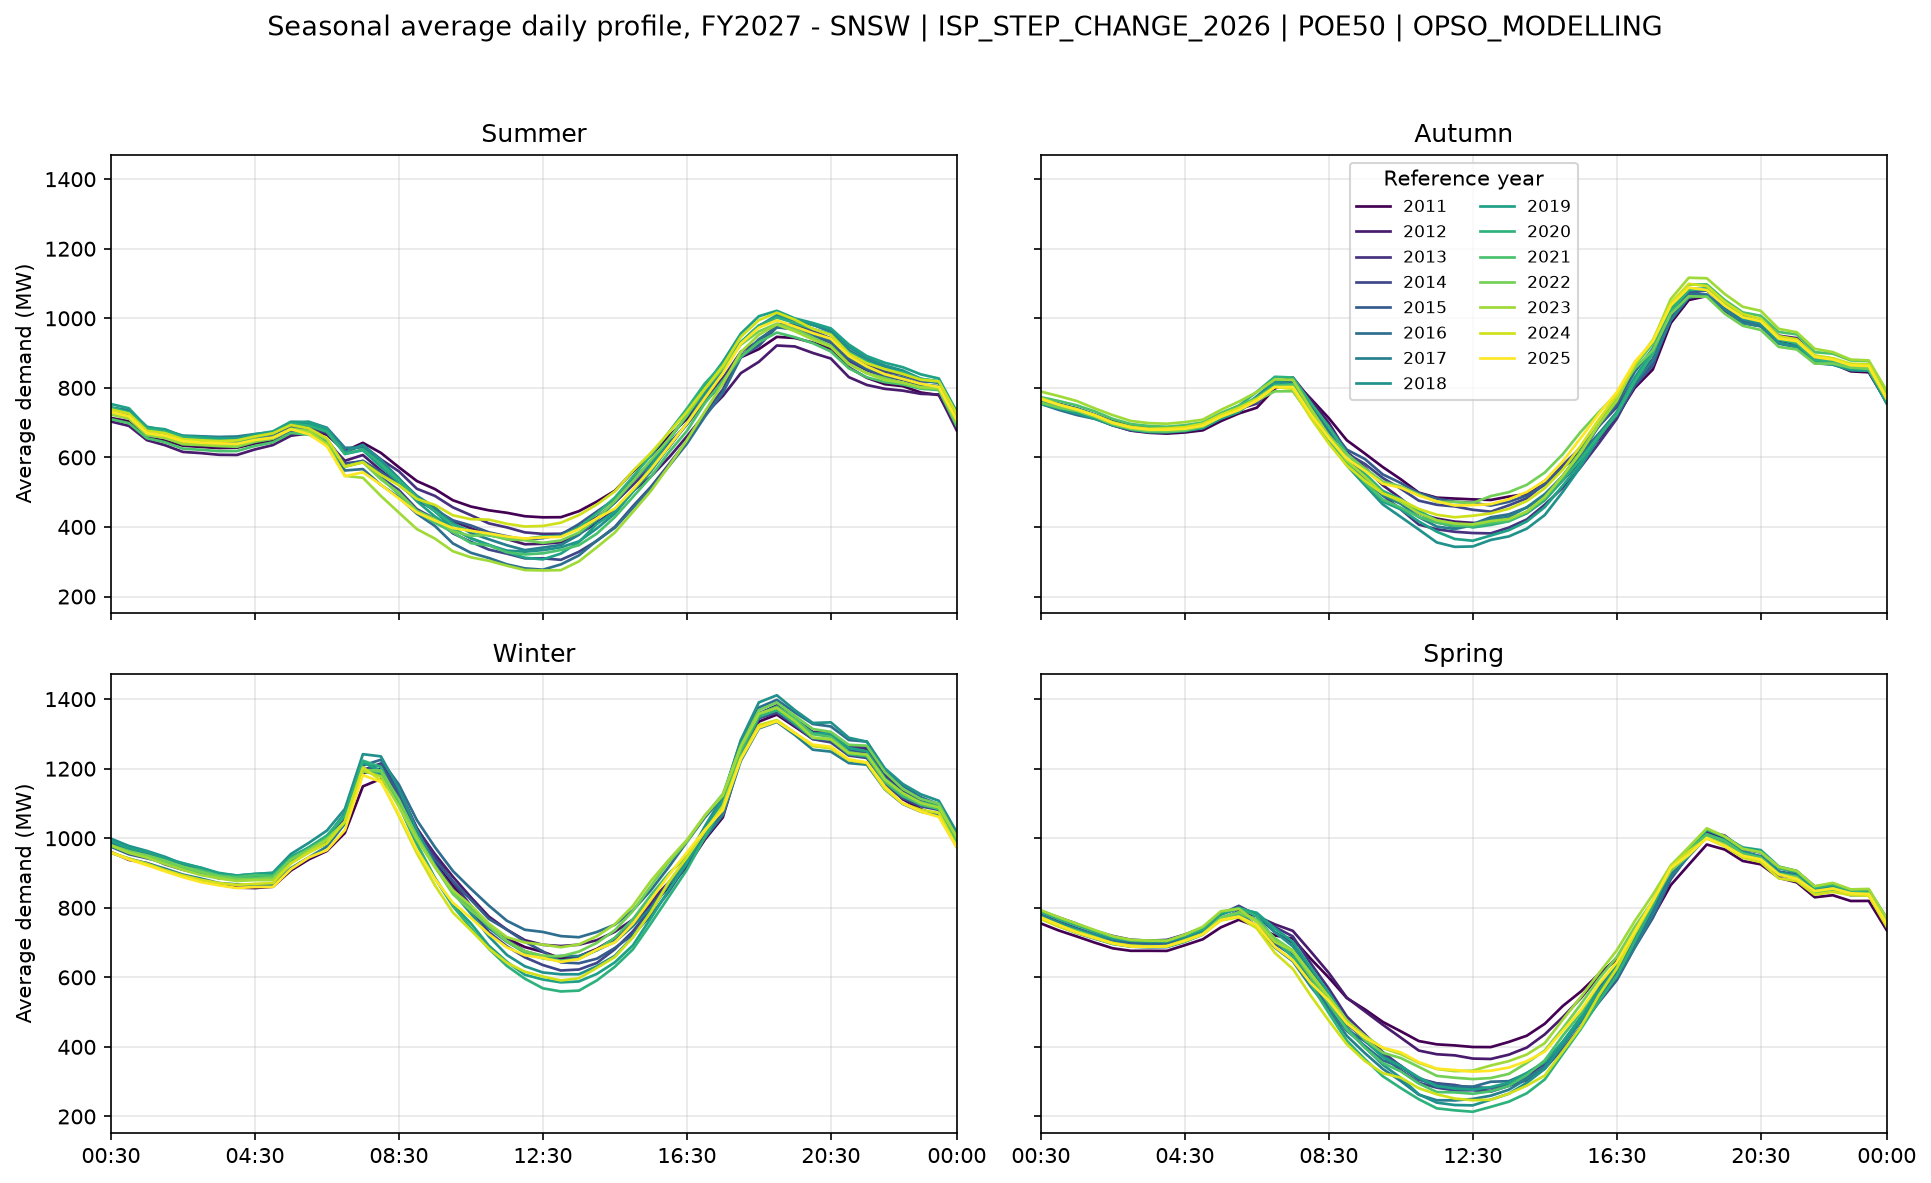 Seasonal average daily profile, FY2027 - SNSW | ISP_STEP_CHANGE_2026 | POE50 | OPSO_MODELLING
Summer
Average demand (MW)
1400
1200
1000
800
600
400
200
Autumn
Reference year
2011
2012
2013
2014
2015
2016
2017
2018
2019
2020
2021
2022
2023
2024
2025
Winter
Average demand (MW)
1400
1200
1000
800
600
400
200
00:30 04:30 08:30 12:30 16:30 20:30 00:00
Spring
00:30 04:30 08:30 12:30 16:30 20:30 00:00